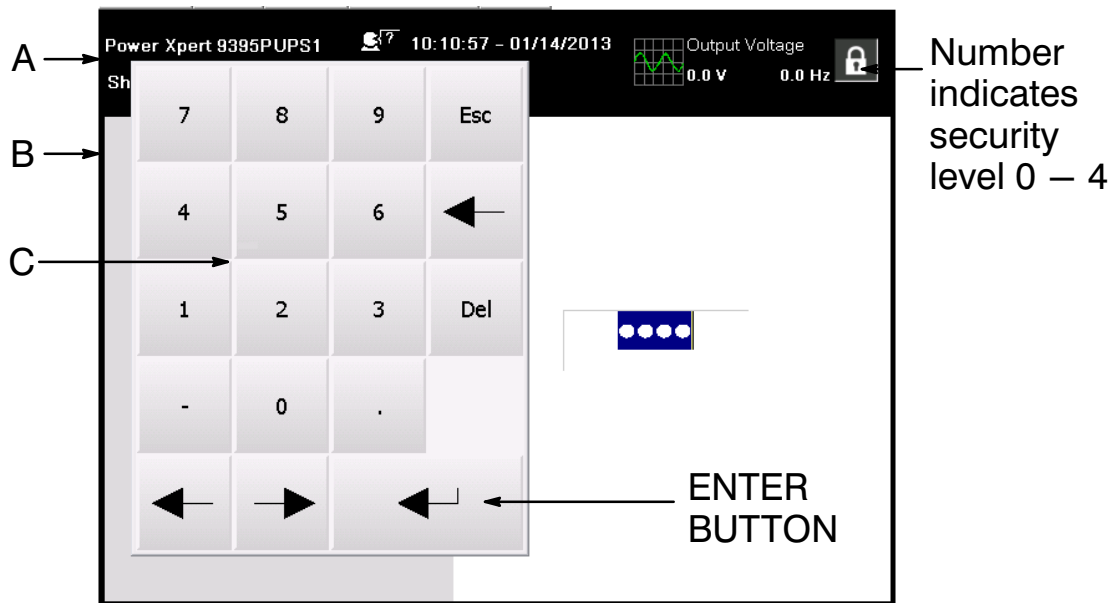 Power Xpert 9395PUPS1
? 10:10:57 - 01/14/2013
Output Voltage
0.0 V 0.0 Hz
Sh
A
B
C
7 8 9 Esc
4 5 6
1 2 3 Del
- 0 .
Number
indicates
security
level 0 – 4
ENTER
BUTTON